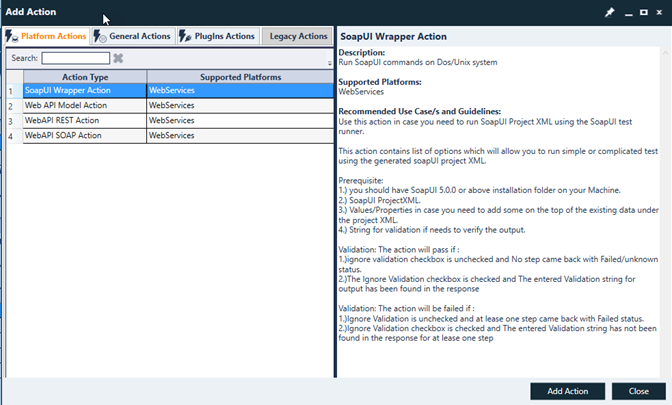 Add Action
Platform Actions
General Actions
PlugIns Actions
Legacy Actions
Search:
Action Type
Supported Platforms
1
SoapUI Wrapper Action
WebServices
2
Web API Model Action
WebServices
3
WebAPI REST Action
WebServices
4
WebAPI SOAP Action
WebServices
SoapUI Wrapper Action
Description:
Run SoapUI commands on Dos/Unix system
Supported Platforms:
WebServices
Recommended Use Case/s and Guidelines:
Use this action in case you need to run SoapUI Project XML using the SoapUI test
runner.
This action contains list of options which will allow you to run simple or complicated test
using the generated soapUI project XML.
Prerequisite:
1.) you should have SoapUI 5.0.0 or above installation folder on your Machine.
2.) SoapUI ProjectXML.
3.) Values/Properties in case you need to add some on the top of the existing data under
the project XML.
4.) String for validation if needs to verify the output.
Validation: The action will pass if :
1.)ignore validation checkbox is unchecked and No step came back with Failed/unknown
status.
2.)The Ignore Validation checkbox is checked and The entered Validation string for
output has been found in the response
Validation: The action will be failed if :
1.)Ignore Validation is unchecked and at lease one step came back with Failed status.
2.)Ignore Validation checkbox is checked and The entered Validation string has not been
found in the response for at lease one step
Add Action
Close